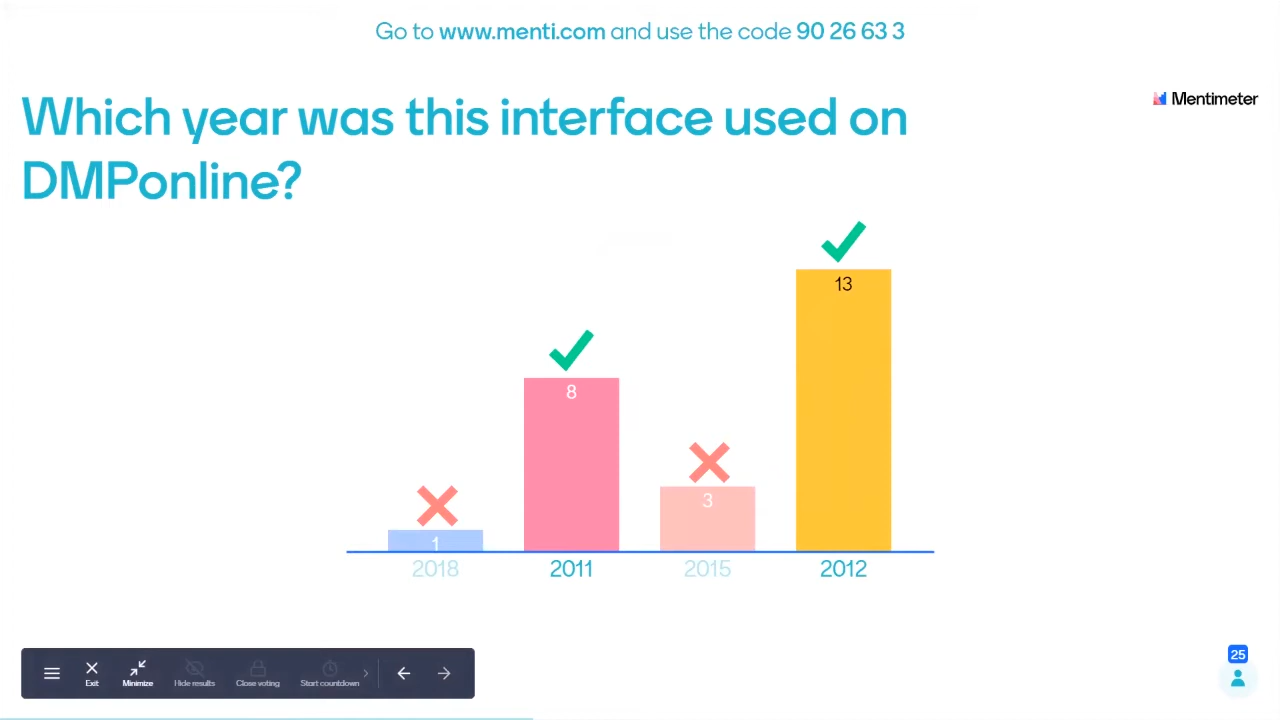 Go to www.menti.com and use the code 90 26 63 3
Mentimeter
Which year was this interface used on
DMPonline?
13
8
3
1
2018 2011 2015 2012
25
Exit Minimize Hide results Close voting Start countdown